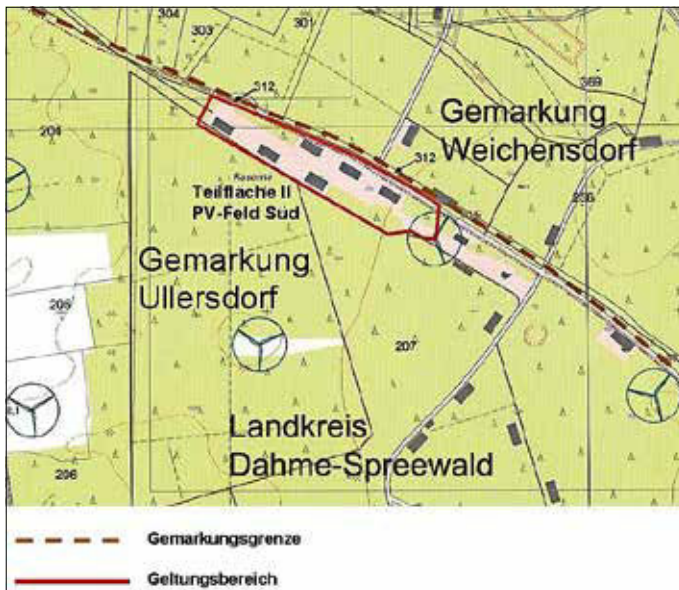 304
303
301
312
369
Gemarkung
Weichensdorf
204
312
Kaserne
Teilfläche II
PV-Feld Süd
236
Gemarkung
Ullersdorf
205
207
Landkreis
Dahme-Spreewald
206
Gemarkungsgrenze
Geltungsbereich